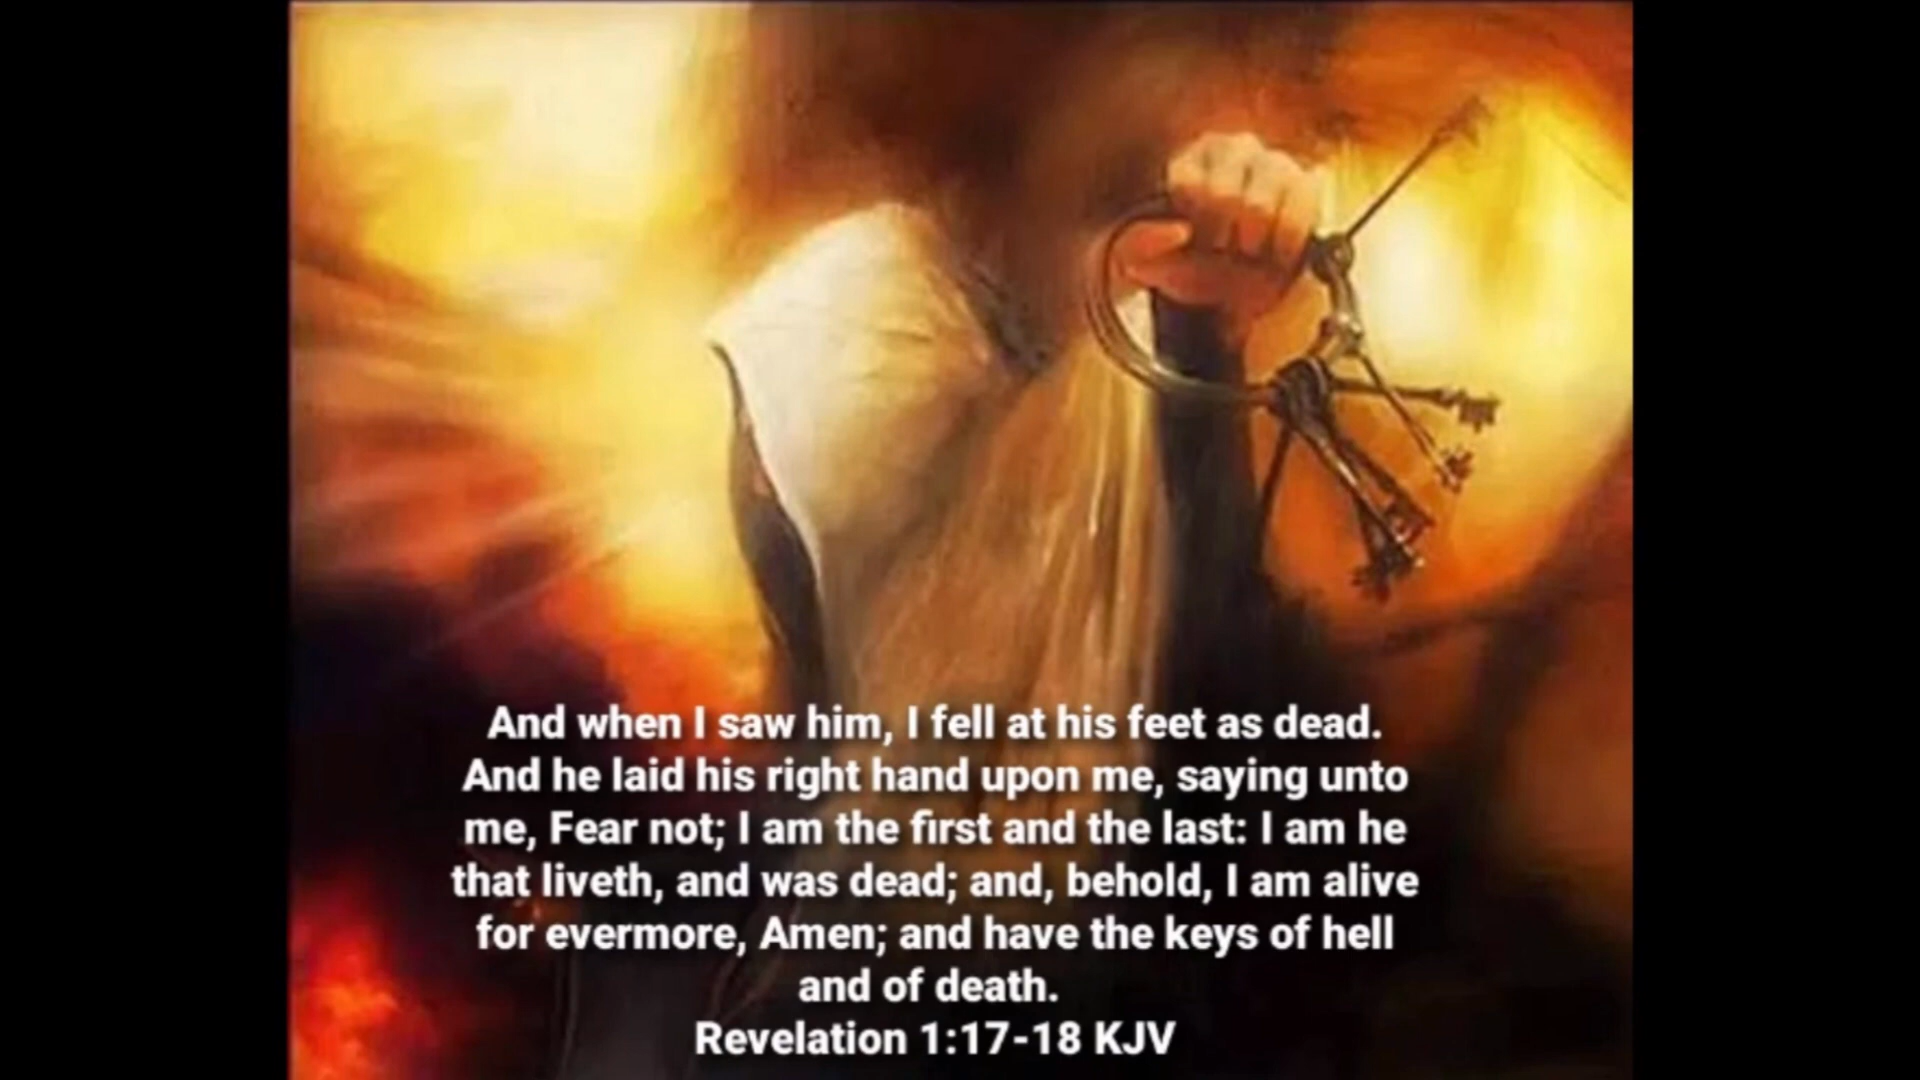 And when I saw him, I fell at his feet as dead.
And he laid his right hand upon me, saying unto
me, Fear not; I am the first and the last: I am he
that liveth, and was dead; and, behold, I am alive
for evermore, Amen; and have the keys of hell
and of death.
Revelation 1:17-18 KJV